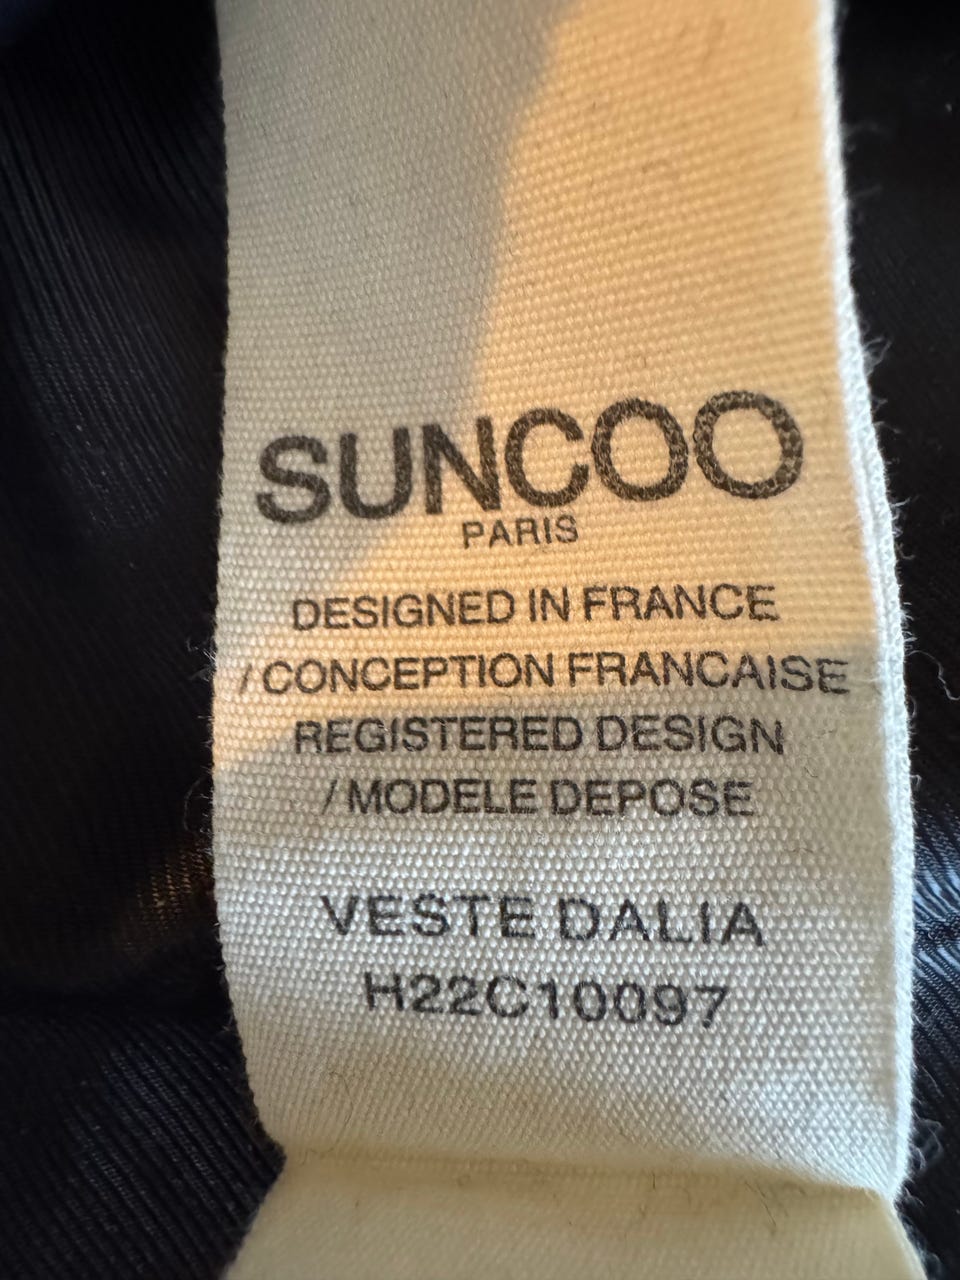 SUNCOO
PARIS
DESIGNED IN FRANCE
/ CONCEPTION FRANCAISE
REGISTERED DESIGN
/ MODELE DEPOSE
VESTE DALIA
H22C10097